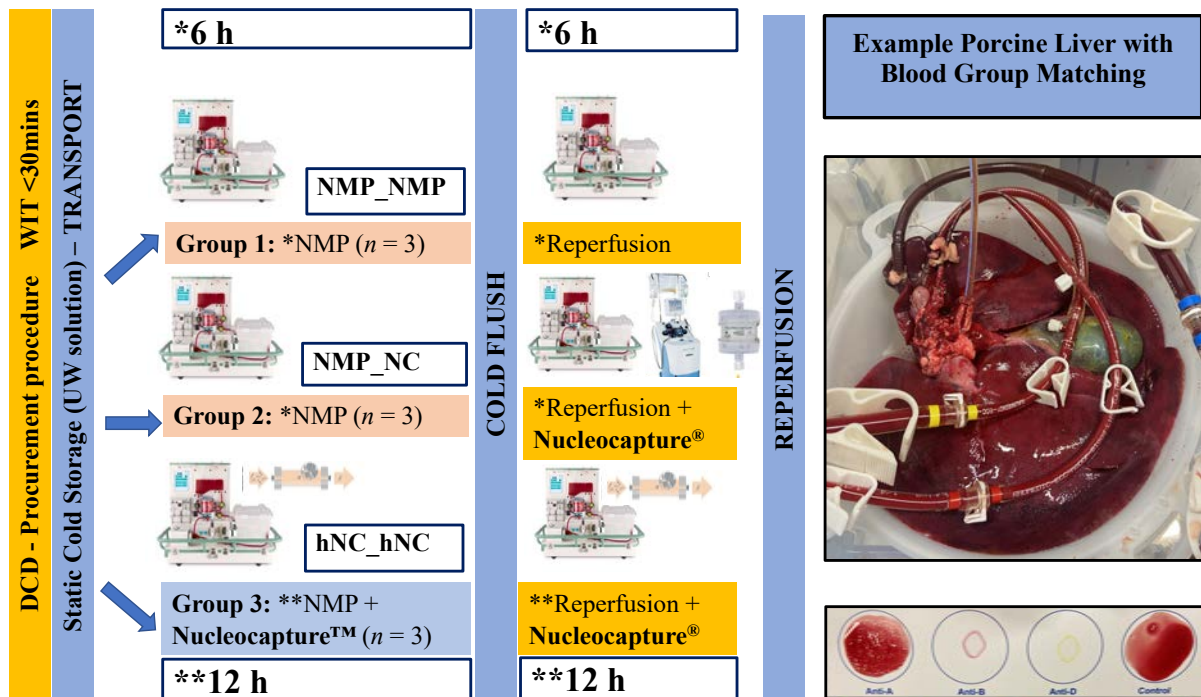 DCD - Procurement procedure WIT <30mins
Static Cold Storage (UW solution) – TRANSPORT
*6 h
NMP_NMP
Group 1: *NMP (n = 3)
NMP_NC
Group 2: *NMP (n = 3)
hNC_hNC
Group 3: **NMP +
Nucleocapture™ (n = 3)
**12 h
COLD FLUSH
*6 h
*Reperfusion
*Reperfusion +
Nucleocapture®
**Reperfusion +
Nucleocapture®
**12 h
REPERFUSION
Example Porcine Liver with
Blood Group Matching
Anti-A
Anti-B
Anti-D
Control